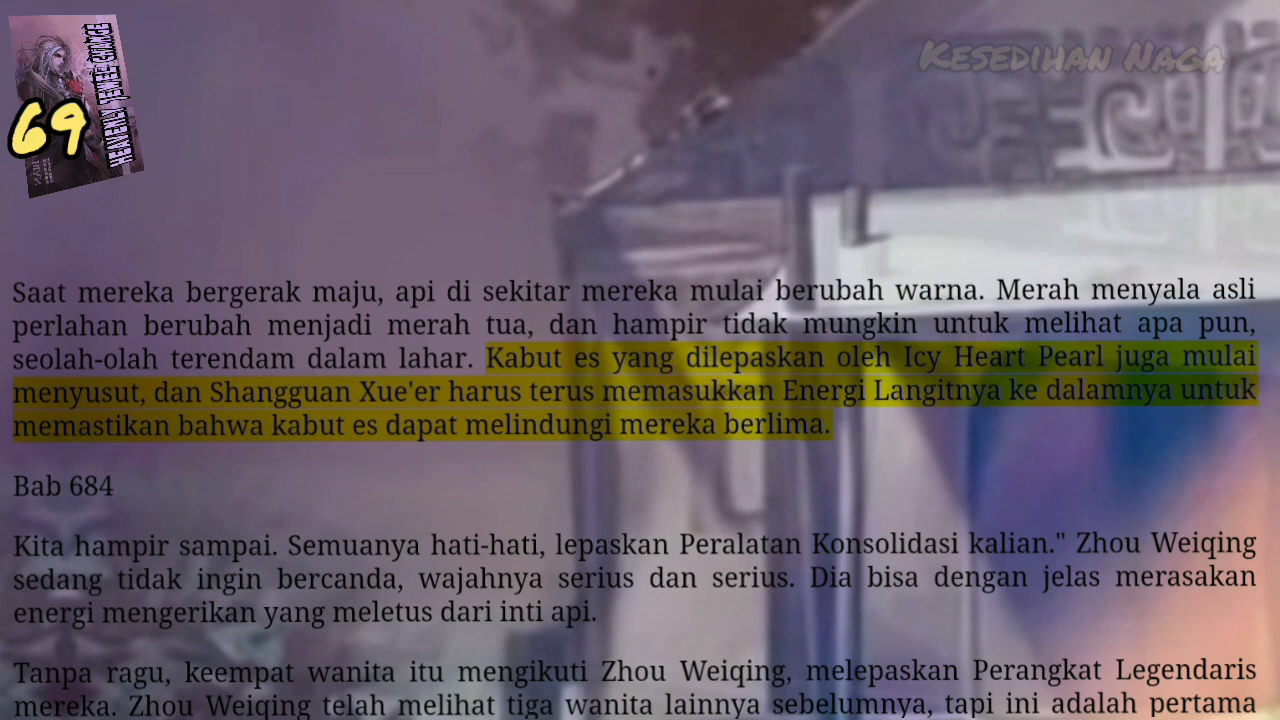 HEAVENLY JEWEL CHANGE
69
Kesedihan Naga
Saat mereka bergerak maju, api di sekitar mereka mulai berubah warna. Merah menyala asli
perlahan berubah menjadi merah tua, dan hampir tidak mungkin untuk melihat apa pun,
seolah-olah terendam dalam lahar. Kabut es yang dilepaskan oleh Icy Heart Pearl juga mulai
menyusut, dan Shangguan Xue'er harus terus memasukkan Energi Langitnya ke dalamnya untuk
memastikan bahwa kabut es dapat melindungi mereka berlima.
Bab 684
Kita hampir sampai. Semuanya hati-hati, lepaskan Peralatan Konsolidasi kalian." Zhou Weiqing
sedang tidak ingin bercanda, wajahnya serius dan serius. Dia bisa dengan jelas merasakan
energi mengerikan yang meletus dari inti api.
Tanpa ragu, keempat wanita itu mengikuti Zhou Weiqing, melepaskan Perangkat Legendaris
mereka. Zhou Weiqing telah melihat tiga wanita lainnya sebelumnya, tapi ini adalah pertama